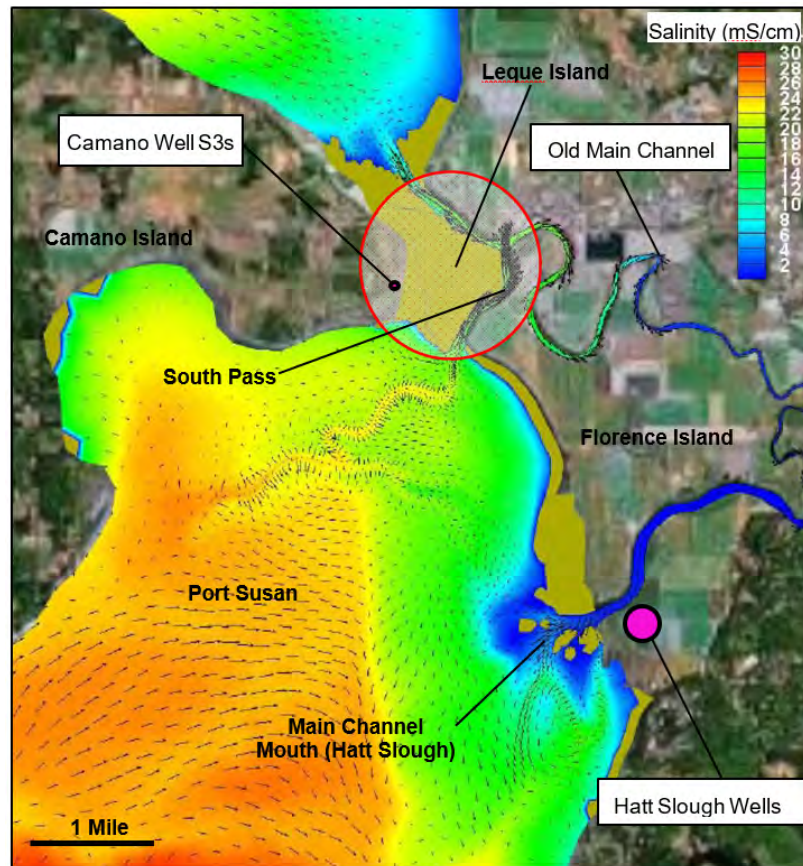 Salinity (mS/cm)
30
28
26
24
22
20
18
16
14
12
10
8
6
4
2
Leque Island
Camano Well S3s
Old Main Channel
Camano Island
South Pass
Florence Island
Port Susan
Main Channel
Mouth (Hatt Slough)
Hatt Slough Wells
1 Mile